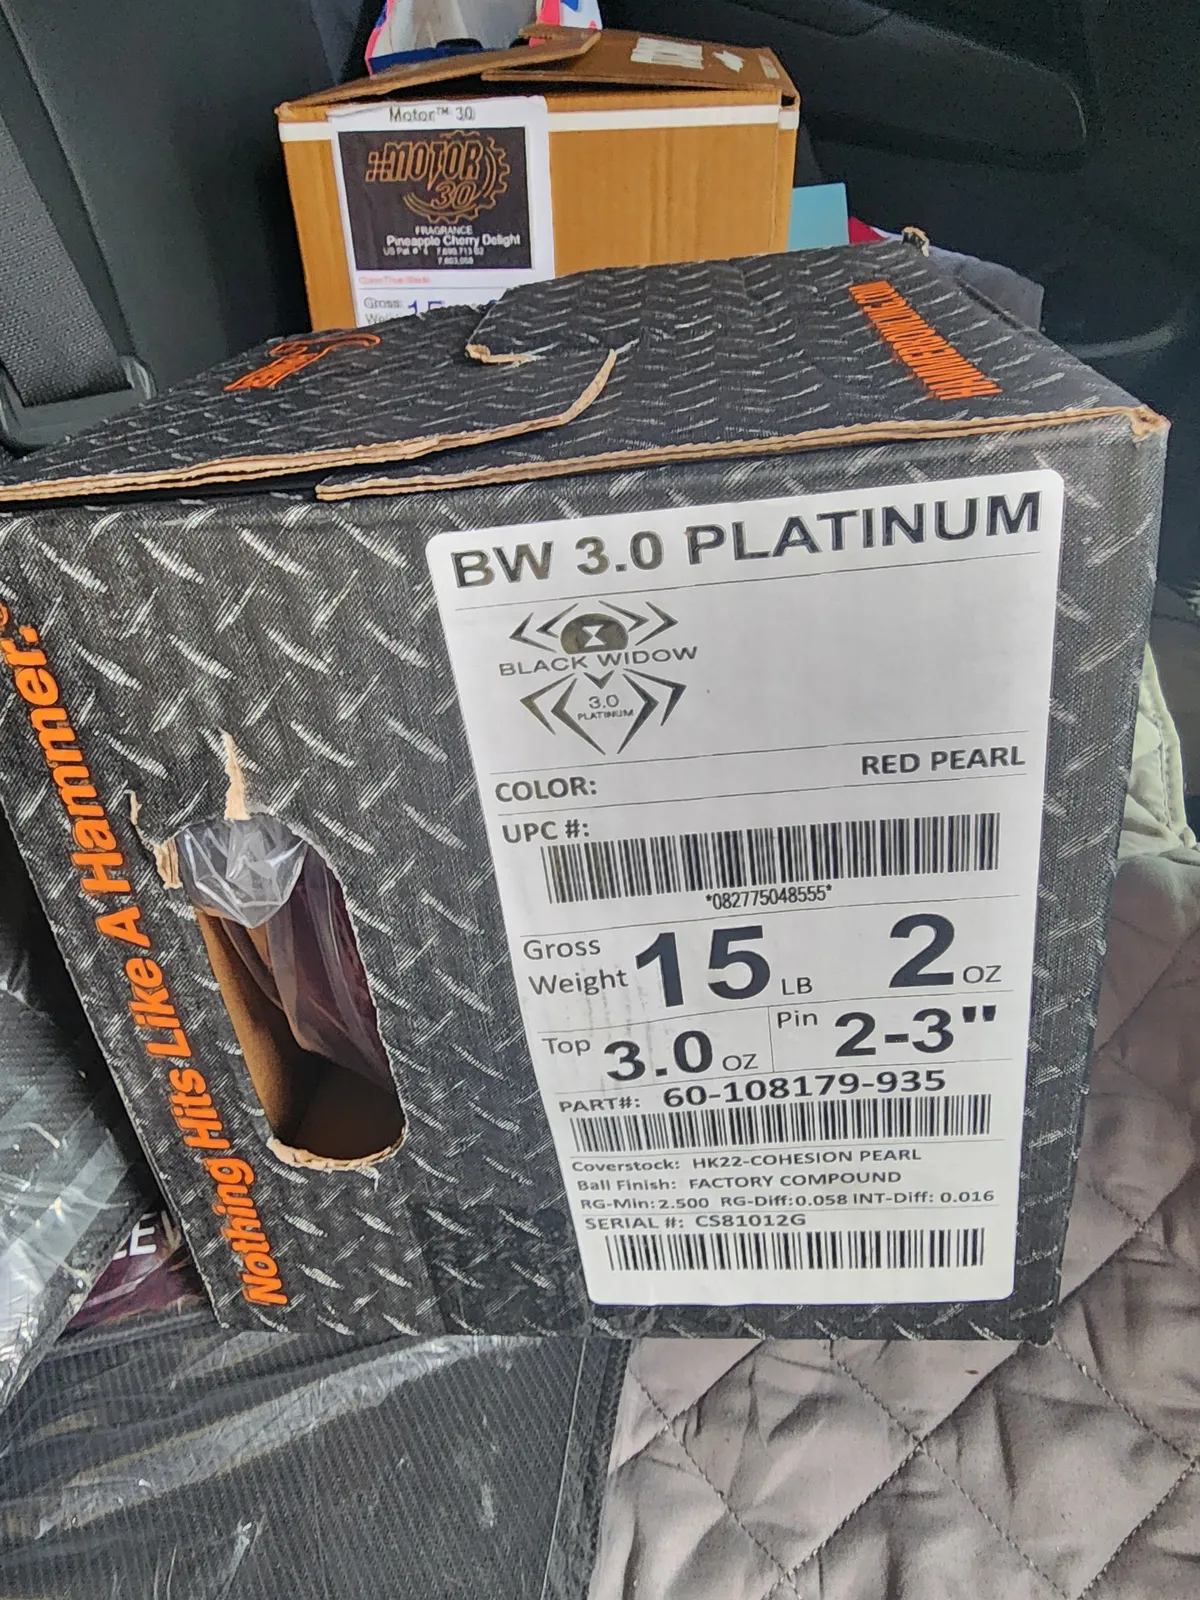 Motor™ 30
#MOTOR
30
FRAGRANCE
Pineapple Cherry Delight
Gross
HAMMERBOWLING.COM
Nothing Hits Like A Hammer.®
BW 3.0 PLATINUM
BLACK WIDOW
3.0
PLATINUM
COLOR: RED PEARL
UPC #:
*082775048555*
Gross
Weight 15 LB 2 OZ
Top 3.0 OZ Pin 2-3"
PART#: 60-108179-935
Coverstock: HK22-COHESION PEARL
Ball Finish: FACTORY COMPOUND
RG-Min: 2.500 RG-Diff: 0.058 INT-Diff: 0.016
SERIAL #: CS81012G